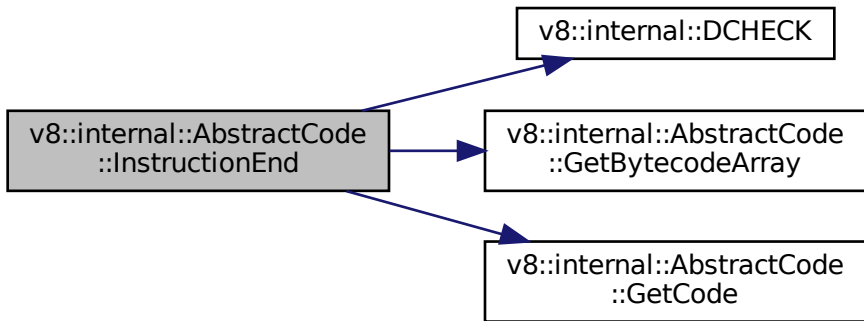 v8::internal::DCHECK
v8::internal::AbstractCode
::InstructionEnd
v8::internal::AbstractCode
::GetBytecodeArray
v8::internal::AbstractCode
::GetCode